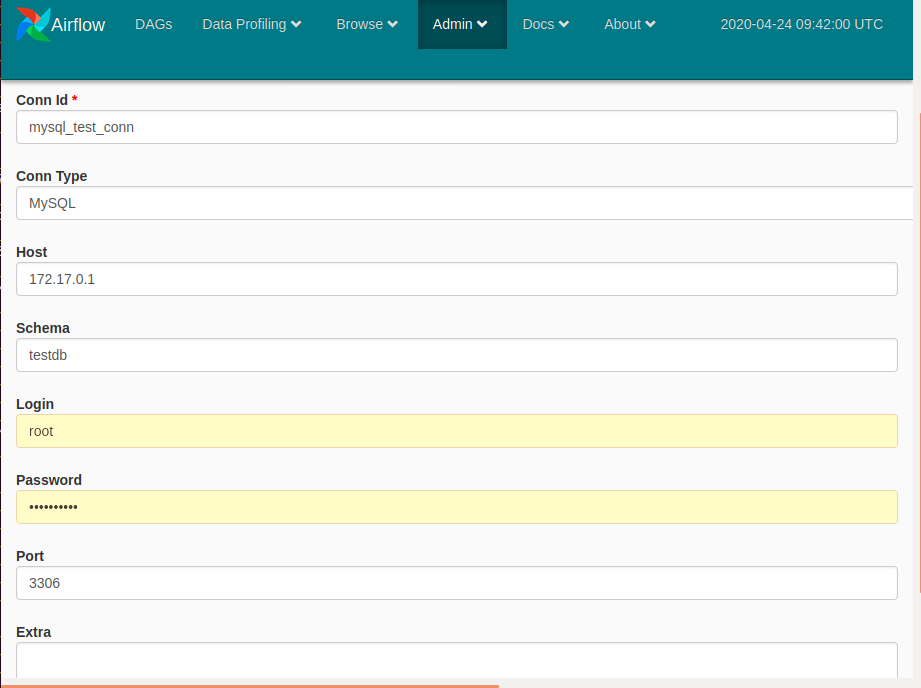 Airflow DAGs Data Profiling Browse Admin Docs About 2020-04-24 09:42:00 UTC
Conn Id *
mysql_test_conn
Conn Type
MySQL
Host
172.17.0.1
Schema
testdb
Login
root
Password
••••••••••
Port
3306
Extra